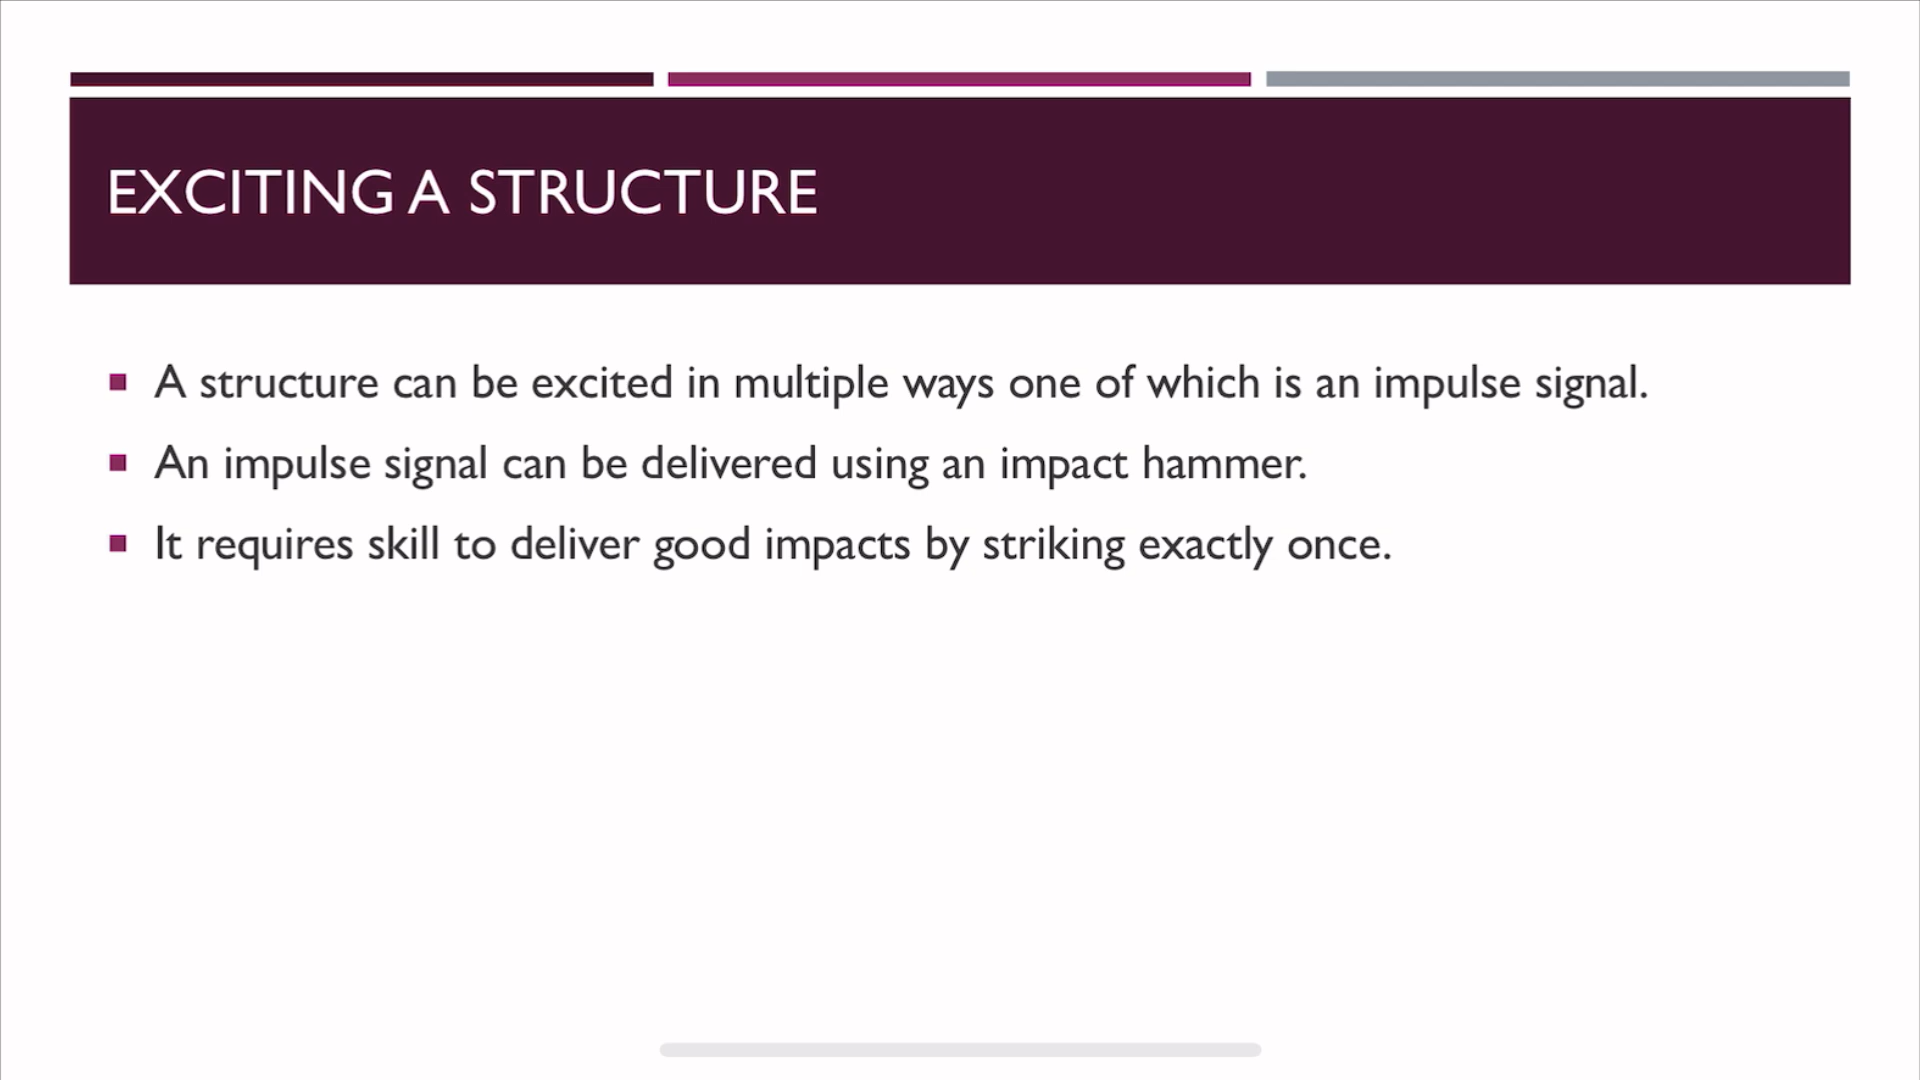 EXCITING A STRUCTURE
A structure can be excited in multiple ways one of which is an impulse signal.
An impulse signal can be delivered using an impact hammer.
It requires skill to deliver good impacts by striking exactly once.